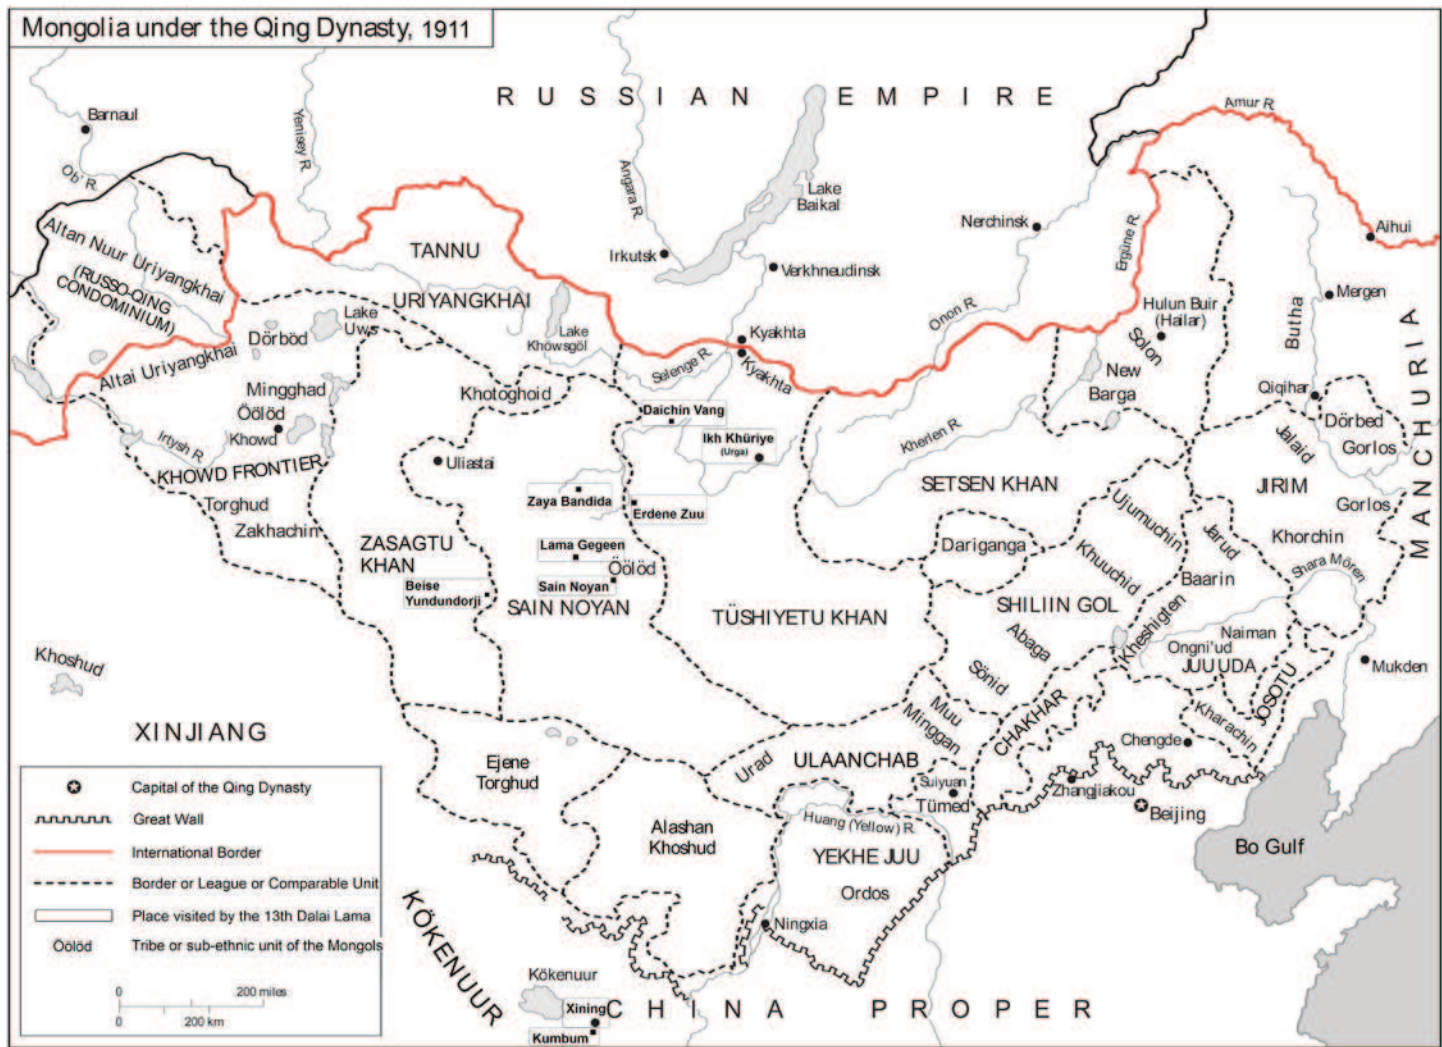 Mongolia under the Qing Dynasty, 1911
RUSSIAN EMPIRE
Barnaul
Ob' R.
Yenisey R.
Angara R.
Lake
Baikal
Amur R.
Nerchinsk
Aihui
Irkutsk
Verkhneudinsk
Ergüne R.
Mergen
Altan Nuur Uriyangkhai
(RUSSO-QING
CONDOMINIUM)
TANNU
URIYANGKHAI
Lake
Uws
Dörböd
Altai Uriyangkhai
Lake
Khowsgöl
Onon R.
Hulun Buir
(Hailar)
Solon
Butha
MANCHURIA
Kyakhta
Kyakhta
Selenge R.
New
Barga
Qiqihar
Mingghad
Öölöd
Khowd
Khotoghoid
Daichin Vang
Ikh Khüriye
(Urga)
Kherlen R.
Dörbed
Gorlos
Jalaid
Irtysh R.
KHOWD FRONTIER
Uliastai
Zaya Bandida
Erdene Zuu
SETSEN KHAN
JIRIM
Gorlos
Torghud
Zakhachin
Ujumuchin
Jarud
Khorchin
ZASAGTU
KHAN
Lama Gegeen
Öölöd
Dariganga
Khuuchid
Baarin
Shara Mören
Beise
Yundundorji
Sain Noyan
SAIN NOYAN
TÜSHIYETU KHAN
SHILIIN GOL
Abaga
Kheshigten
Naiman
Ongni'ud
JUU UDA
Khoshud
Sönid
JOSOTU
Mukden
Muu
Minggan
CHAKHAR
Kharachin
Chengde
XINJIANG
Ejene
Torghud
Urad
ULAANCHAB
Suiyuan
Tümed
Zhangjiakou
Beijing
Huang (Yellow) R.
Alashan
Khoshud
YEKHE JUU
Ordos
Bo Gulf
Ningxia
KÖKENUUR
Kökenuur
Xining
Kumbum
CHINA PROPER
Capital of the Qing Dynasty
Great Wall
International Border
Border or League or Comparable Unit
Place visited by the 13th Dalai Lama
Öölöd Tribe or sub-ethnic unit of the Mongols
0 200 miles
0 200 km